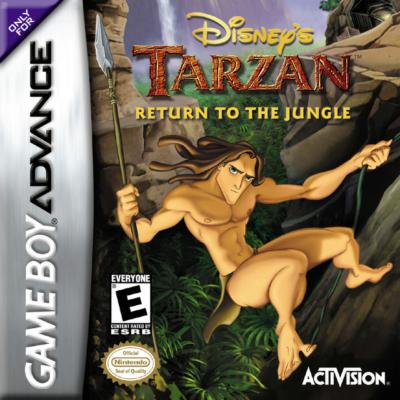 ONLY
FOR
GAME BOY ADVANCE
Disney's
TARZAN™
RETURN TO THE JUNGLE
EVERYONE
E
CONTENT RATED BY
ESRB
Official
Nintendo
Seal of Quality
ACTIVISION.